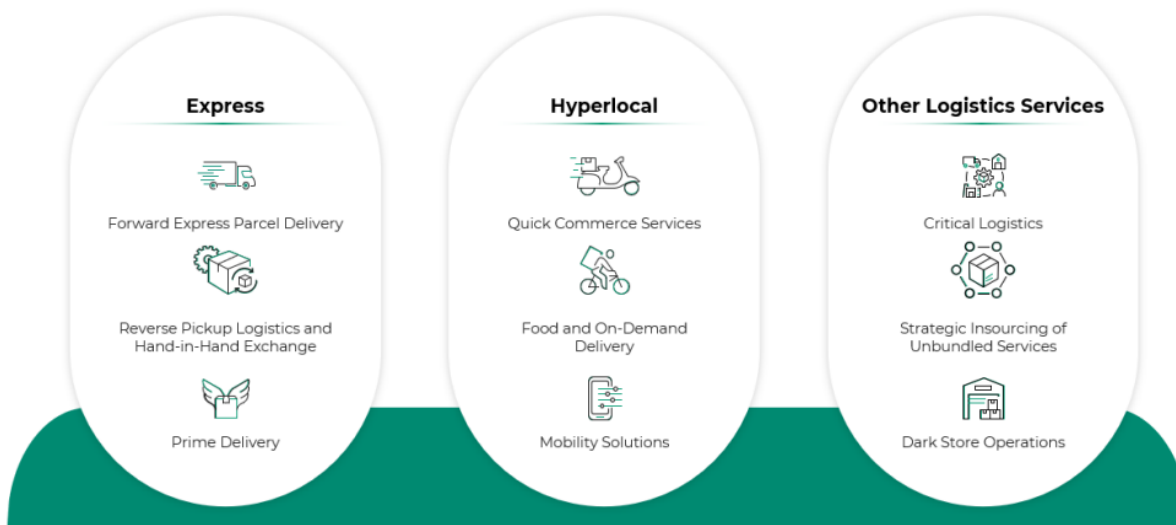 Express
Forward Express Parcel Delivery
Reverse Pickup Logistics and
Hand-in-Hand Exchange
Prime Delivery
Hyperlocal
Quick Commerce Services
Food and On-Demand
Delivery
Mobility Solutions
Other Logistics Services
Critical Logistics
Strategic Insourcing of
Unbundled Services
Dark Store Operations